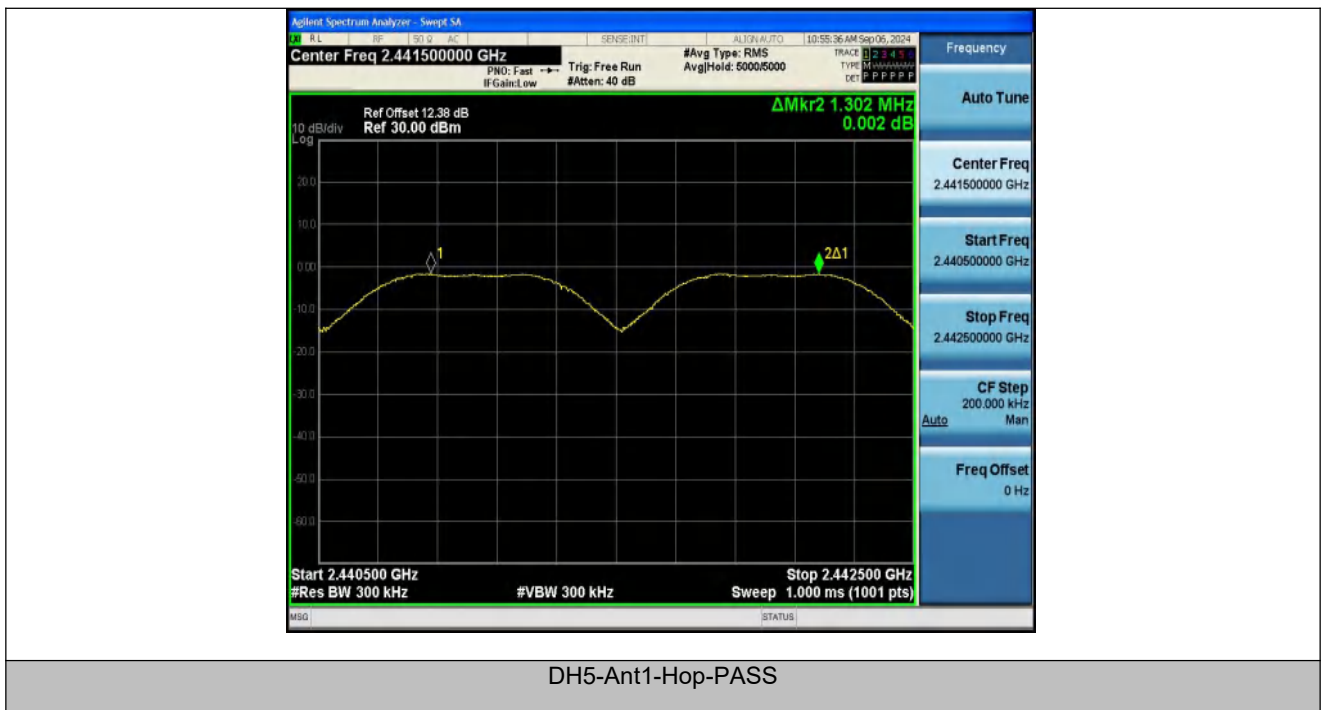 Agilent Spectrum Analyzer - Swept SA
RL RF 50 Ω AC SENSE:INT ALIGN AUTO 10:55:36 AM Sep 06, 2024
Center Freq 2.441500000 GHz
PNO: Fast
IFGain:Low
Trig: Free Run
#Atten: 40 dB
#Avg Type: RMS
Avg|Hold: 5000/5000
TRACE 1 2 3 4 5 6
TYPE
DET P P P P P P
Ref Offset 12.38 dB
10 dB/div Ref 30.00 dBm
Log
ΔMkr2 1.302 MHz
0.002 dB
20.0
10.0
0.00
-10.0
-20.0
-30.0
-40.0
-50.0
-60.0
1
2Δ1
Start 2.440500 GHz Stop 2.442500 GHz
#Res BW 300 kHz #VBW 300 kHz Sweep 1.000 ms (1001 pts)
MSG STATUS
Frequency
Auto Tune
Center Freq
2.441500000 GHz
Start Freq
2.440500000 GHz
Stop Freq
2.442500000 GHz
CF Step
200.000 kHz
Auto Man
Freq Offset
0 Hz
DH5-Ant1-Hop-PASS